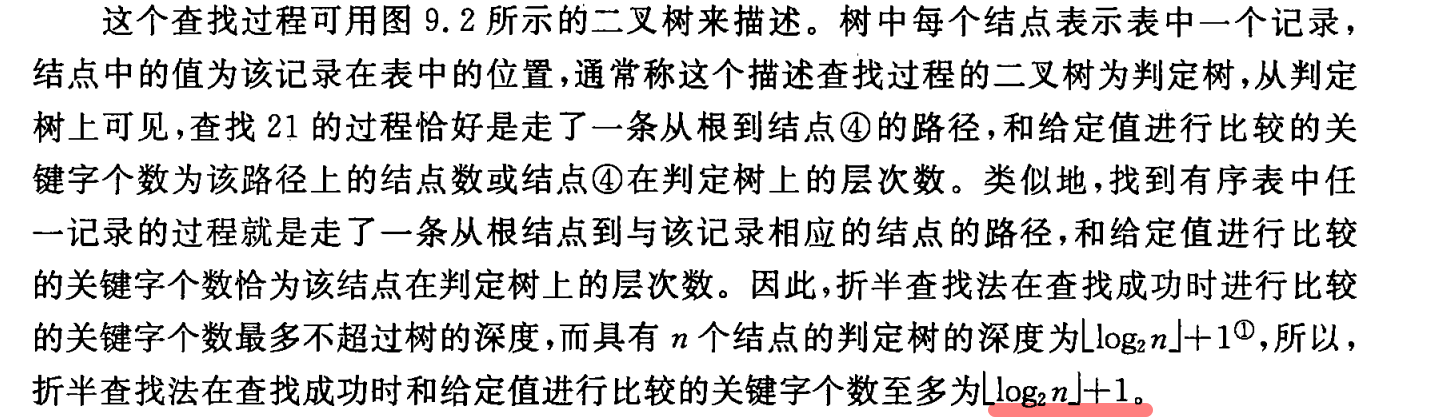 这个查找过程可用图 9.2 所示的二叉树来描述。树中每个结点表示表中一个记录，
结点中的值为该记录在表中的位置，通常称这个描述查找过程的二叉树为判定树，从判定
树上可见，查找 21 的过程恰好是走了一条从根到结点④的路径，和给定值进行比较的关
键字个数为该路径上的结点数或结点④在判定树上的层次数。类似地，找到有序表中任
一记录的过程就是走了一条从根结点到与该记录相应的结点的路径，和给定值进行比较
的关键字个数恰为该结点在判定树上的层次数。因此，折半查找法在查找成功时进行比较
的关键字个数最多不超过树的深度，而具有 n 个结点的判定树的深度为⌊log₂n⌋+1①，所以，
折半查找法在查找成功时和给定值进行比较的关键字个数至多为⌊log₂n⌋+1。